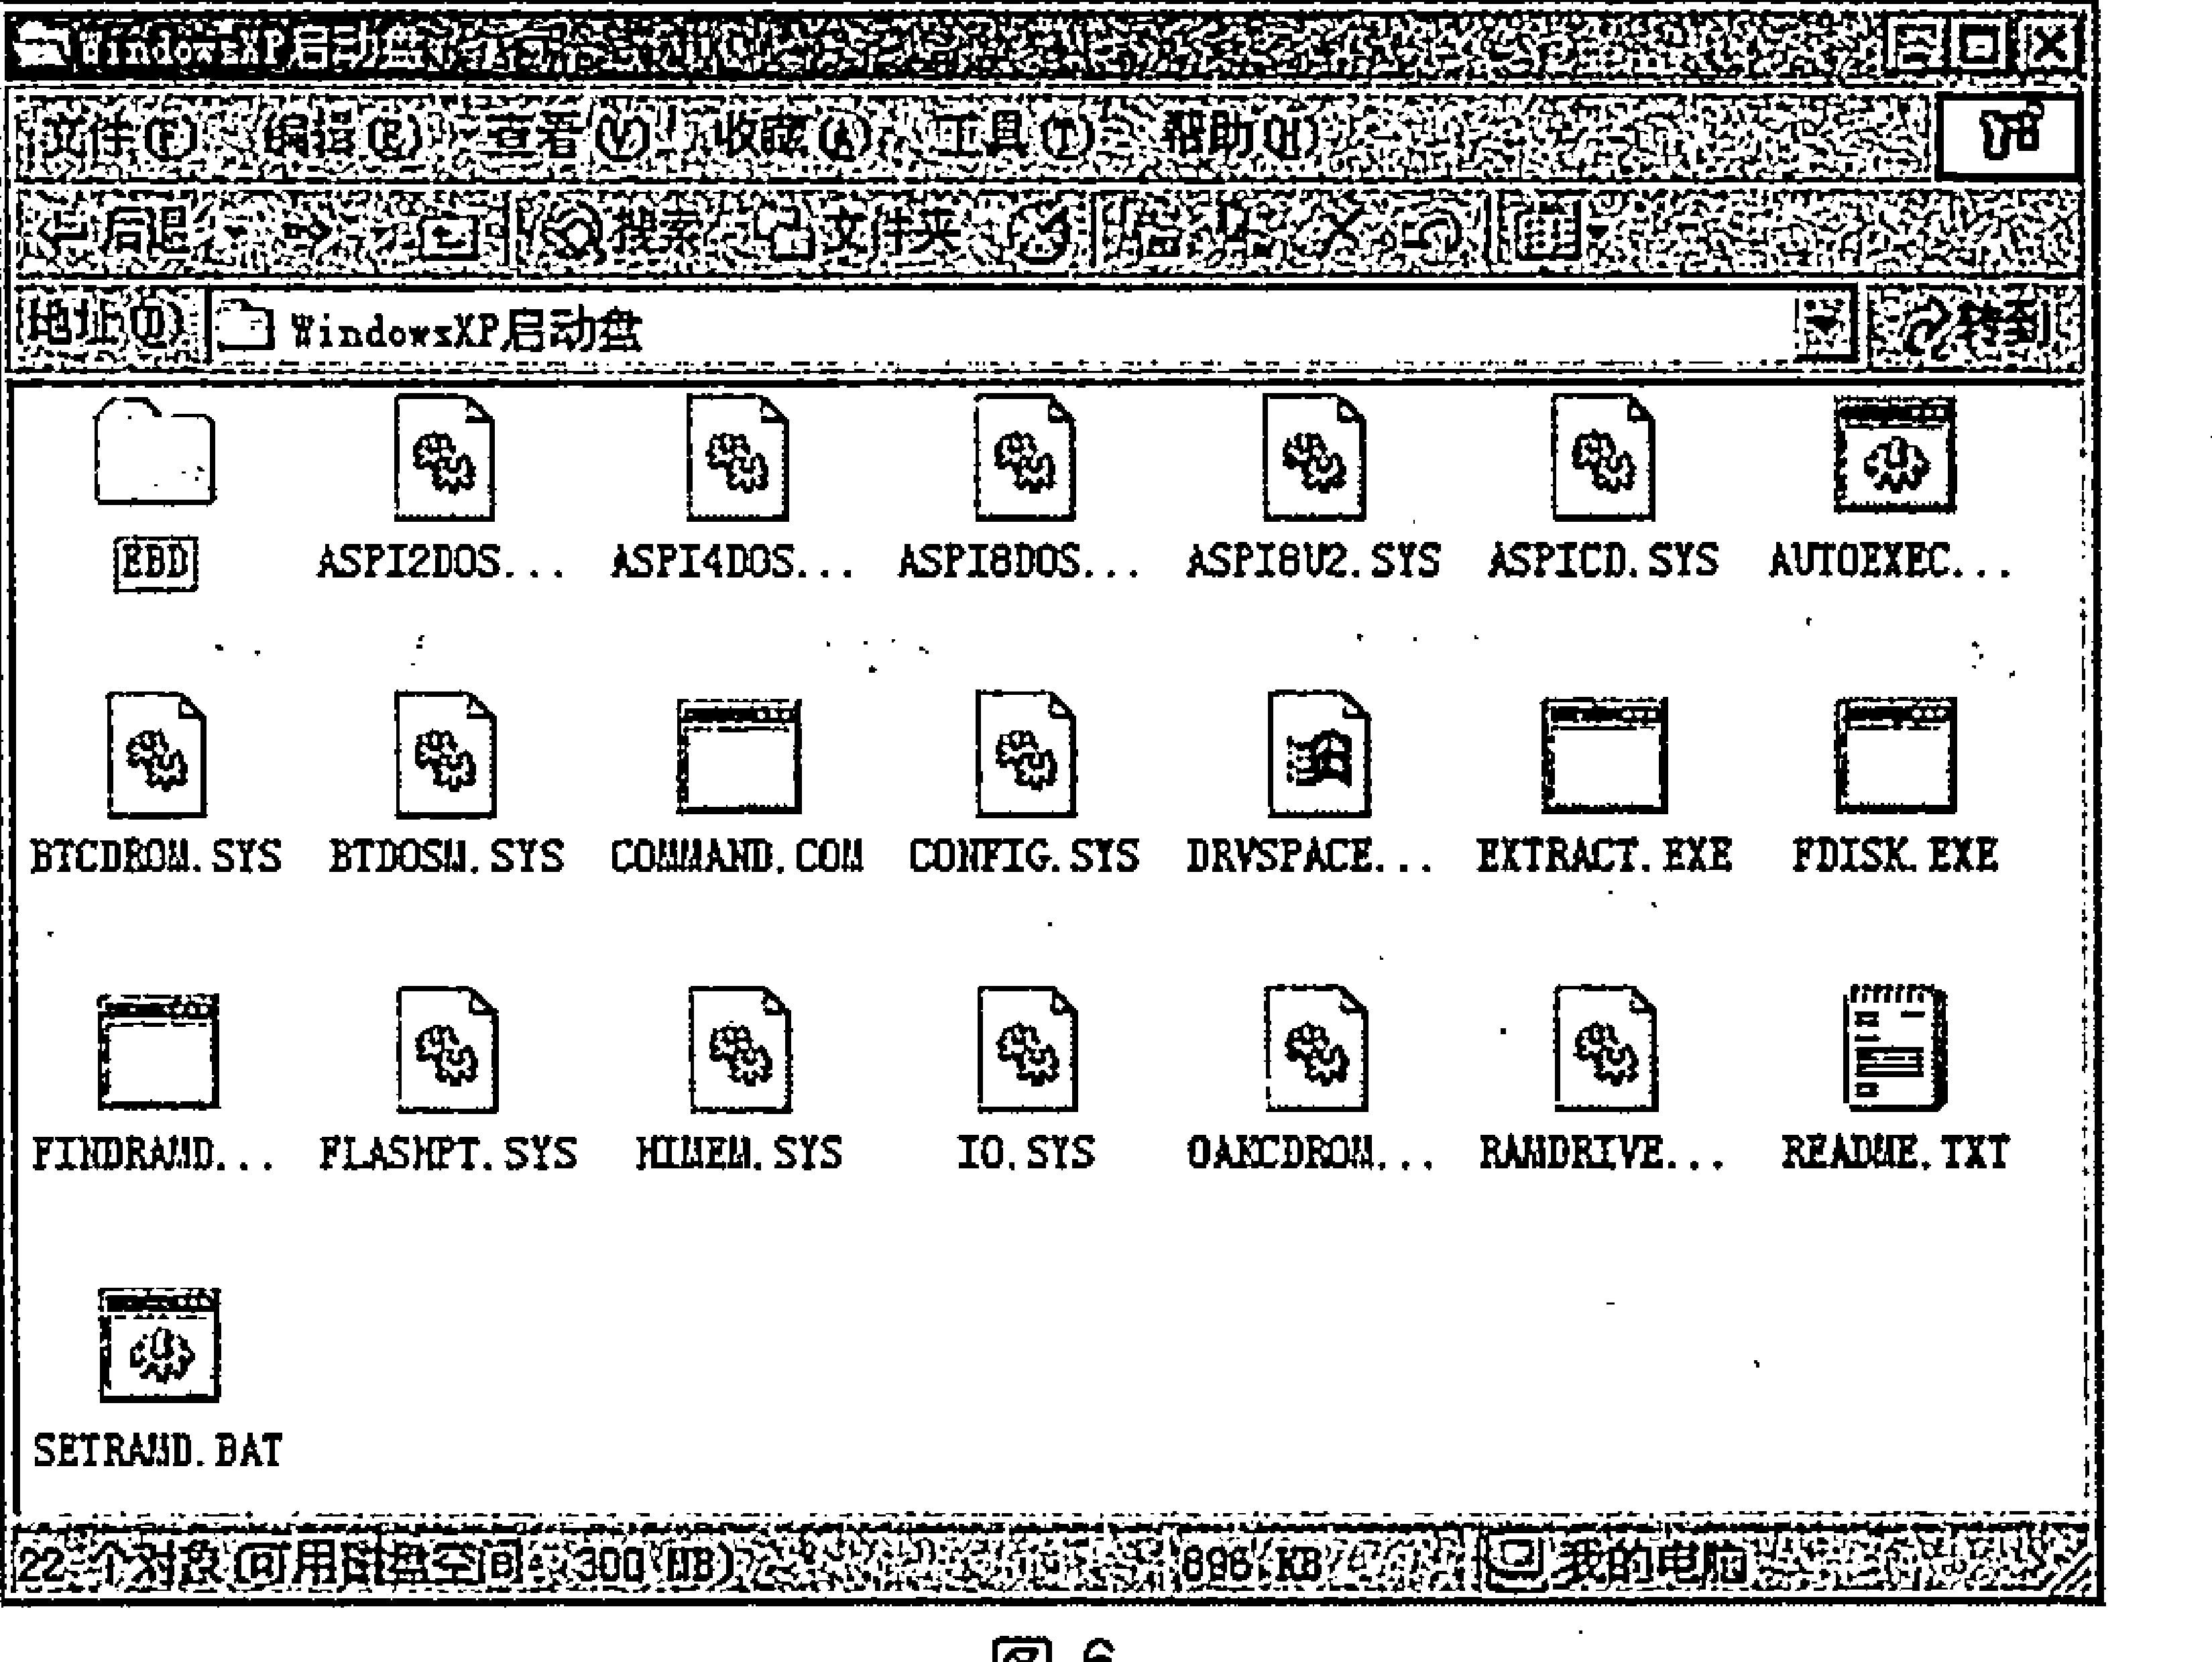 WindowsXP启动盘
文件(F) 编辑(E) 查看(V) 收藏(A) 工具(T) 帮助(H)
后退 搜索 文件夹
地址(D) WindowsXP启动盘 转到
EBD ASPI2DOS... ASPI4DOS... ASPI8DOS... ASPI8U2.SYS ASPICD.SYS AUTOEXEC...
BTCDROM.SYS BTDOSM.SYS COMMAND.COM CONFIG.SYS DRVSPACE... EXTRACT.EXE FDISK.EXE
FINDRAMD... FLASHPT.SYS HIMEM.SYS IO.SYS OAKCDROM... RAMDRIVE... README.TXT
SETRAMD.BAT
22 个对象(可用磁盘空间: 300 MB) 896 KB 我的电脑
图 6